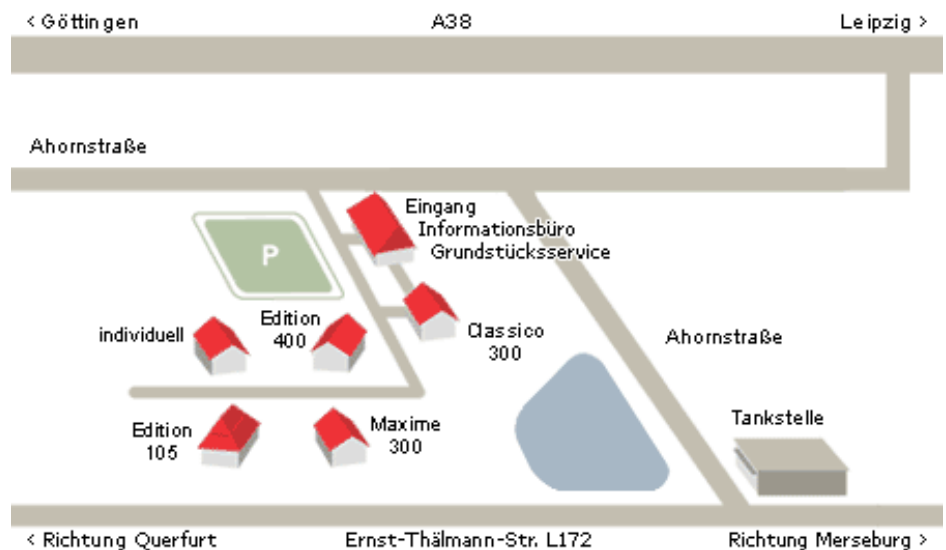 < Göttingen
A38
Leipzig >
Ahornstraße
Eingang
Informationsbüro
Grundstücksservice
P
individuell
Edition
400
Classico
300
Ahornstraße
Edition
105
Maxime
300
Tankstelle
< Richtung Querfurt
Ernst-Thälmann-Str. L172
Richtung Merseburg >